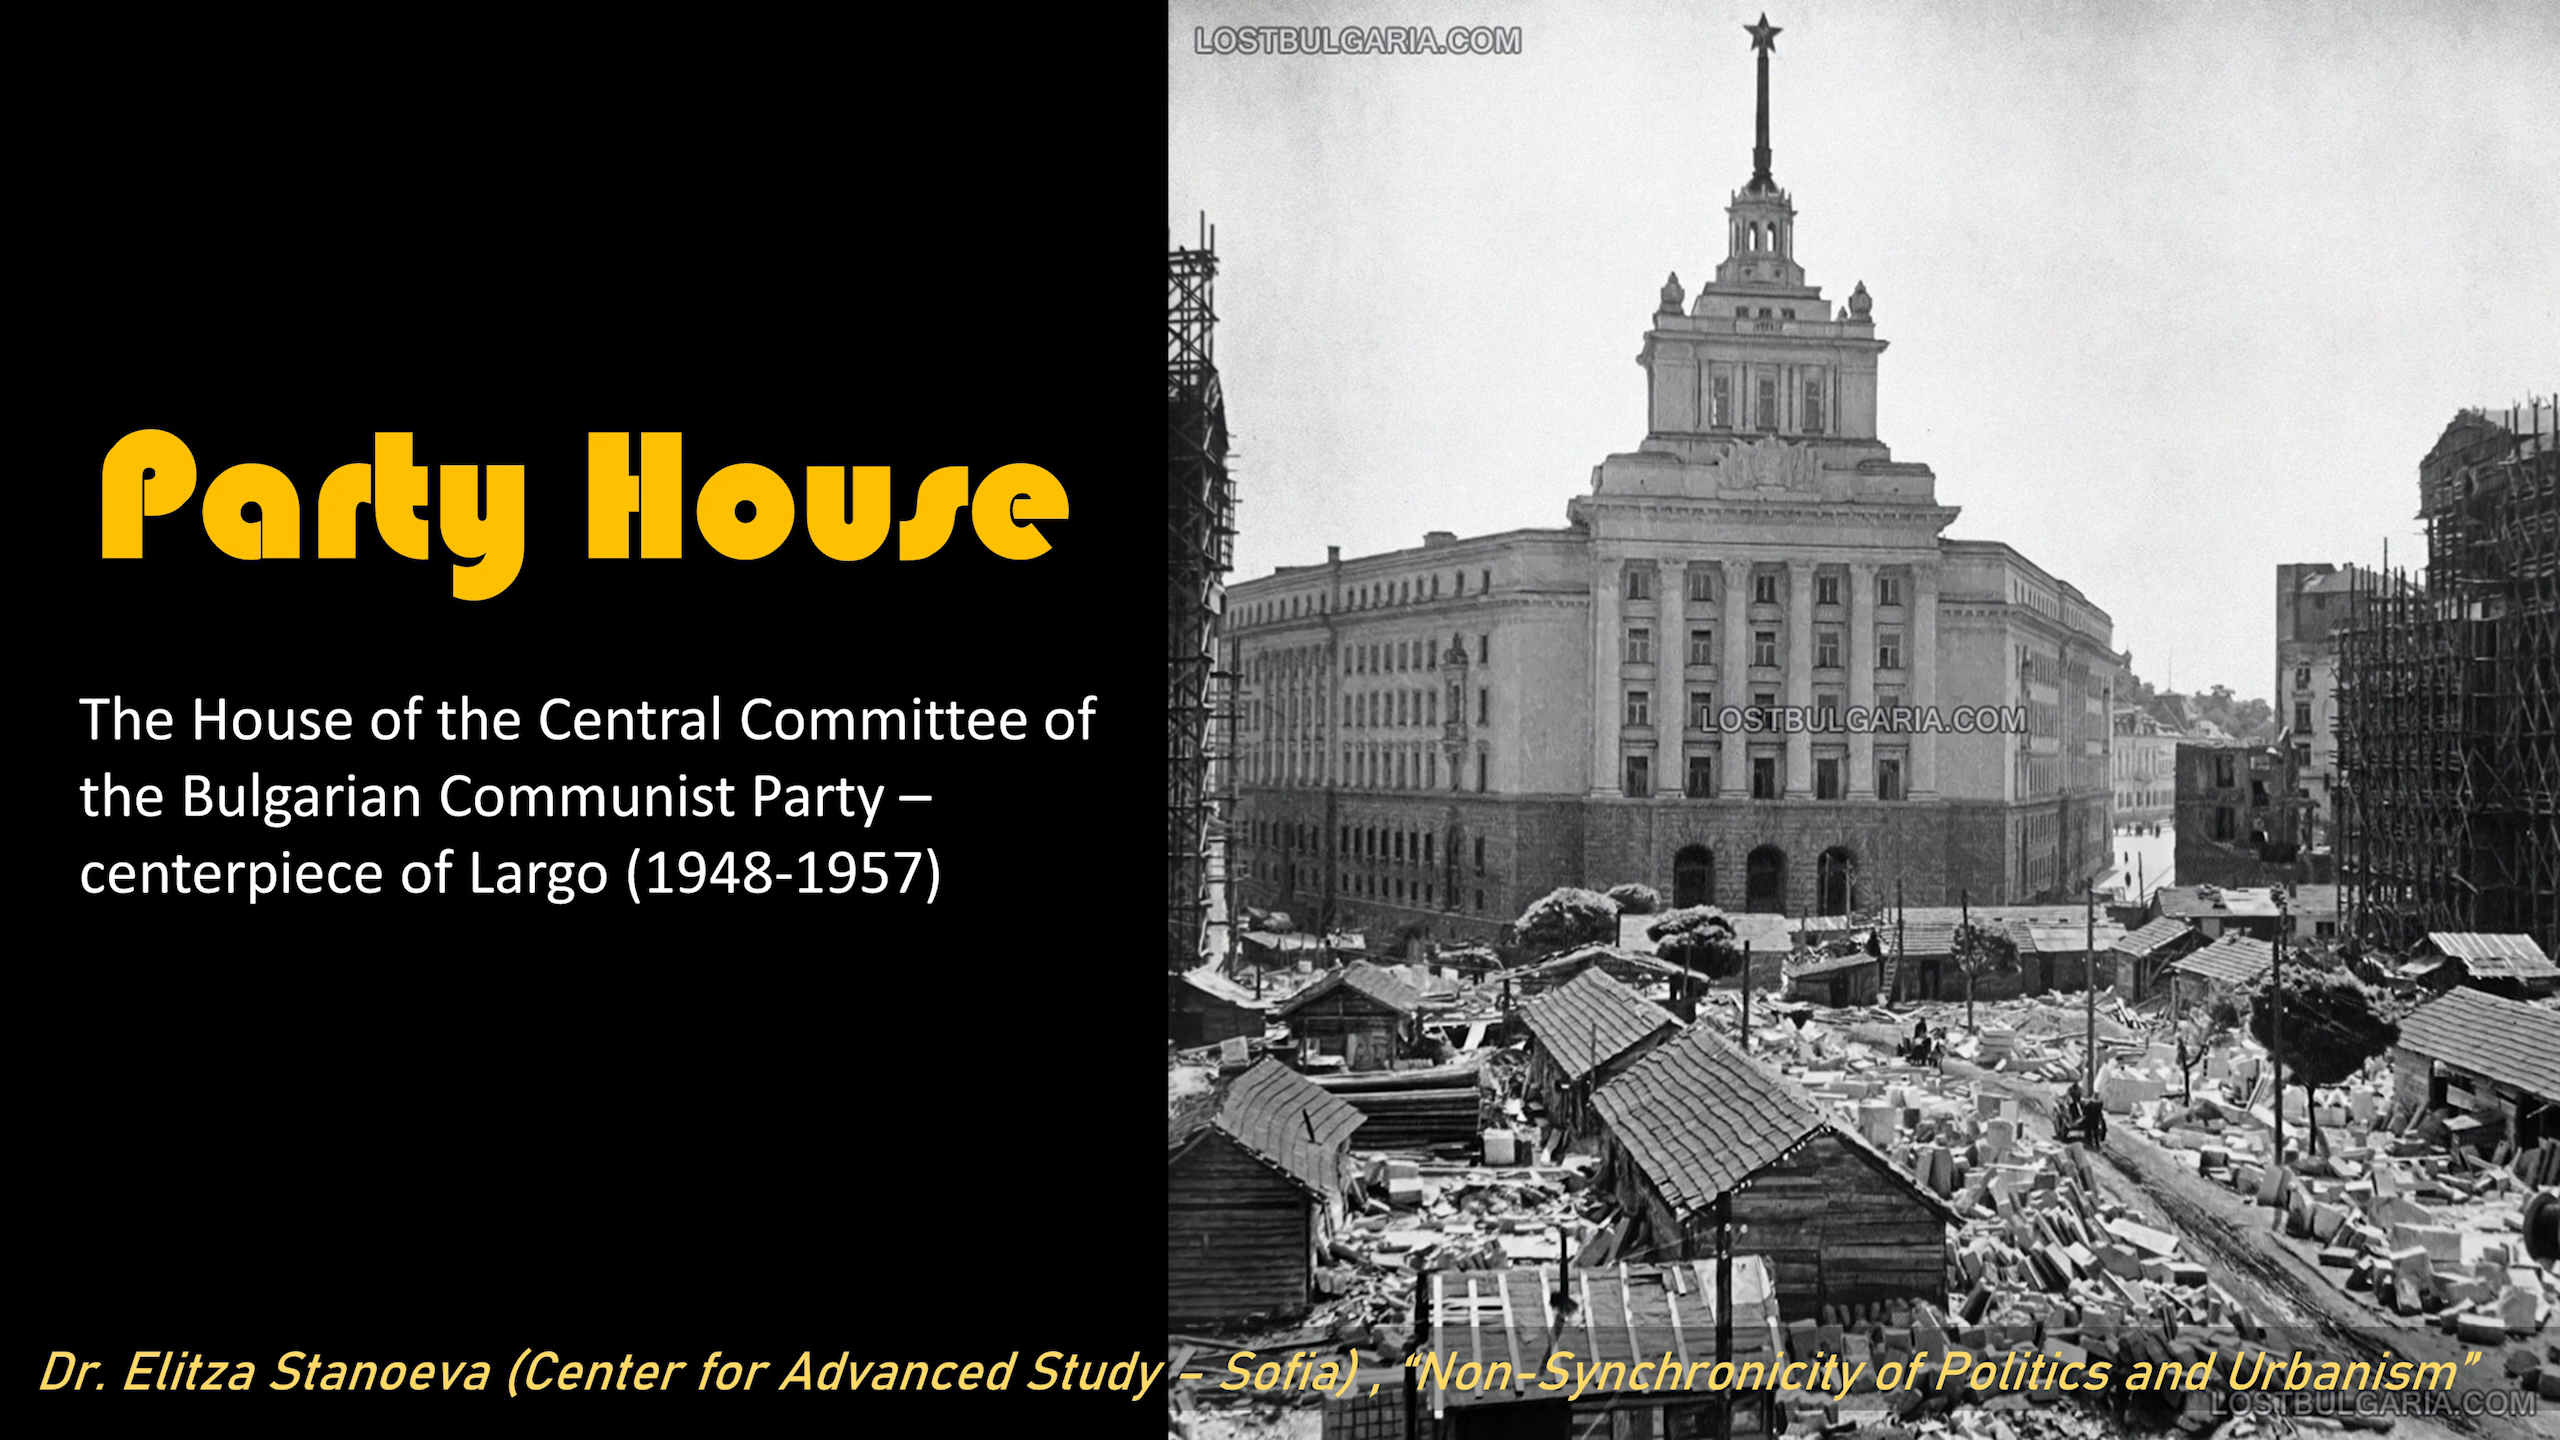 LOSTBULGARIA.COM
Party House
The House of the Central Committee of
the Bulgarian Communist Party –
centerpiece of Largo (1948-1957)
LOSTBULGARIA.COM
Dr. Elitza Stanoeva (Center for Advanced Study – Sofia) , “Non-Synchronicity of Politics and Urbanism”
LOSTBULGARIA.COM